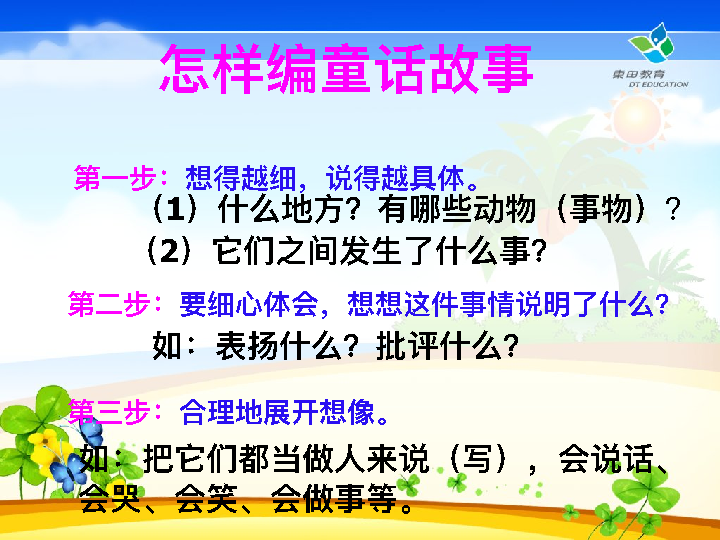 怎样编童话故事
東田教育
DT EDUCATION
第一步：想得越细，说得越具体。
（1）什么地方？有哪些动物（事物）？
（2）它们之间发生了什么事？
第二步：要细心体会，想想这件事情说明了什么？
如：表扬什么？批评什么？
第三步：合理地展开想像。
如：把它们都当做人来说（写），会说话、
会哭、会笑、会做事等。